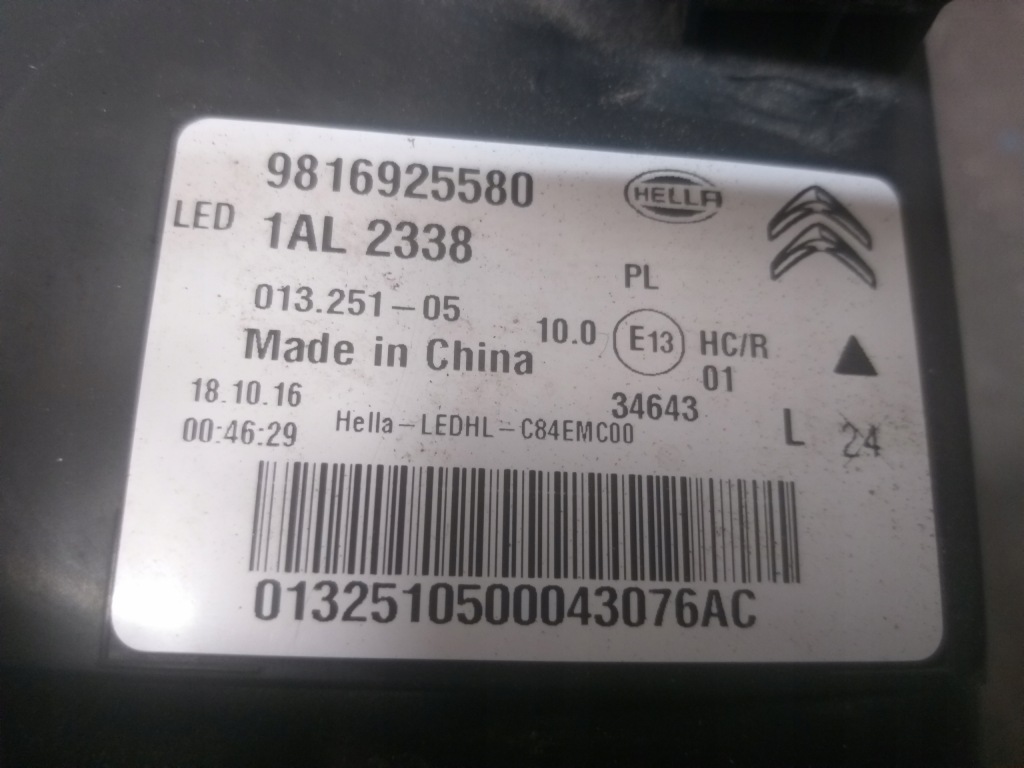 9816925580
HELLA
LED
1AL 2338
PL
013.251-05
10.0
E13
HC/R
Made in China
01
18.10.16
34643
00:46:29
Hella-LEDHL-C84EMC00
L
24
0132510500043076AC